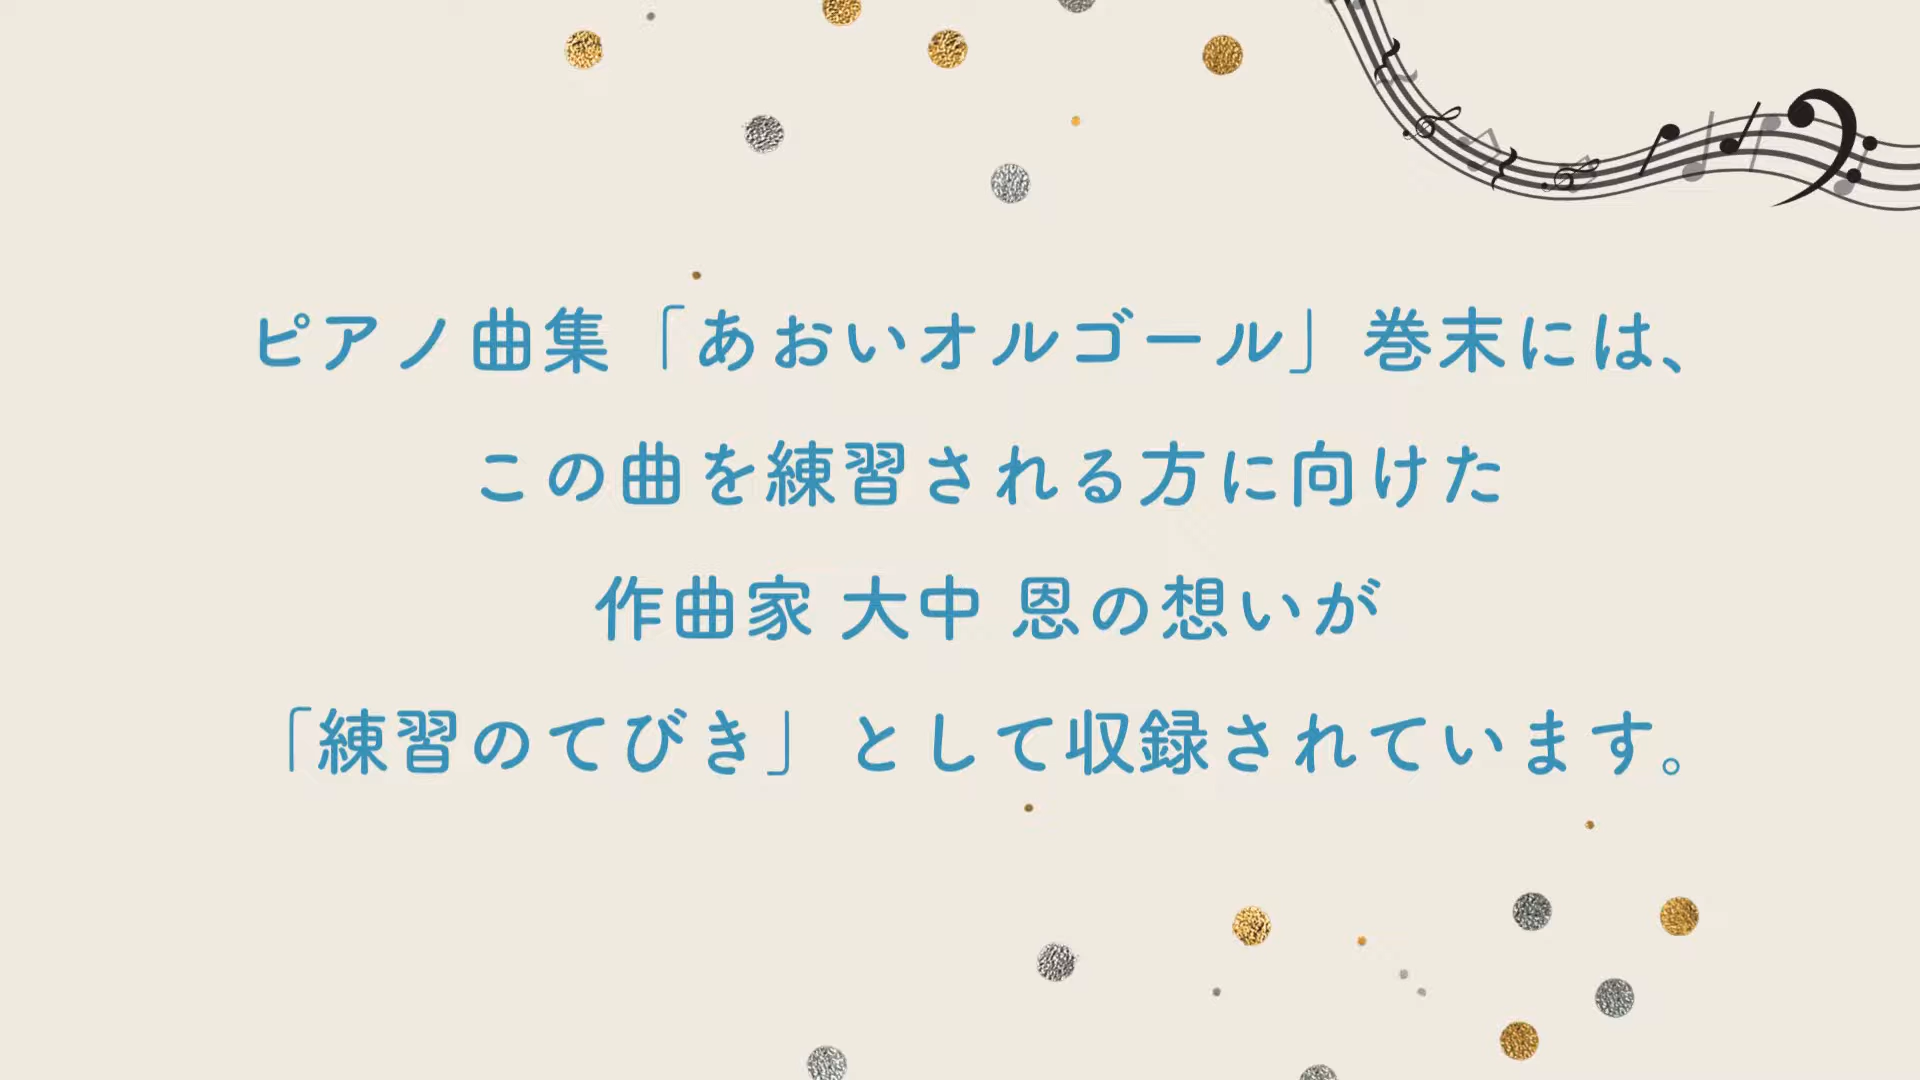 ピアノ曲集「あおいオルゴール」巻末には、
この曲を練習される方に向けた
作曲家 大中 恩の想いが
「練習のてびき」として収録されています。